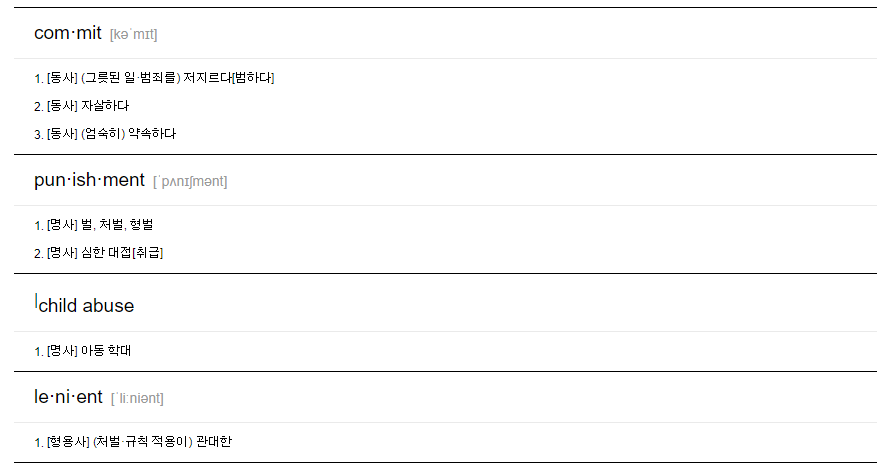 com·mit [kəˈmɪt]
1. [동사] (그릇된 일·범죄를) 저지르다[범하다]
2. [동사] 자살하다
3. [동사] (엄숙히) 약속하다
pun·ish·ment [ˈpʌnɪʃmənt]
1. [명사] 벌, 처벌, 형벌
2. [명사] 심한 대접[취급]
child abuse
1. [명사] 아동 학대
le·ni·ent [ˈliːniənt]
1. [형용사] (처벌·규칙 적용이) 관대한